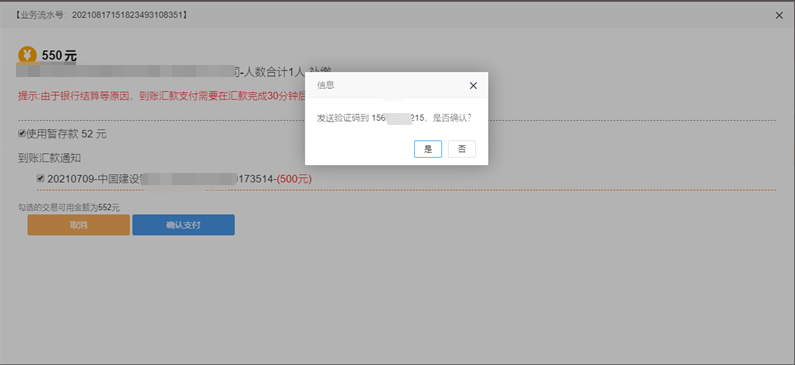 【业务流水号：20210817151823493108351】
550 元
司-人数合计1人 补缴
提示:由于银行结算等原因，到账汇款支付需要在汇款完成30分钟后
信息
发送验证码到 156 215，是否确认?
是 否
使用暂存款 52 元
到账汇款通知
20210709-中国建设 0173514-(500元)
勾选的交易可用金额为552元
取消 确认支付